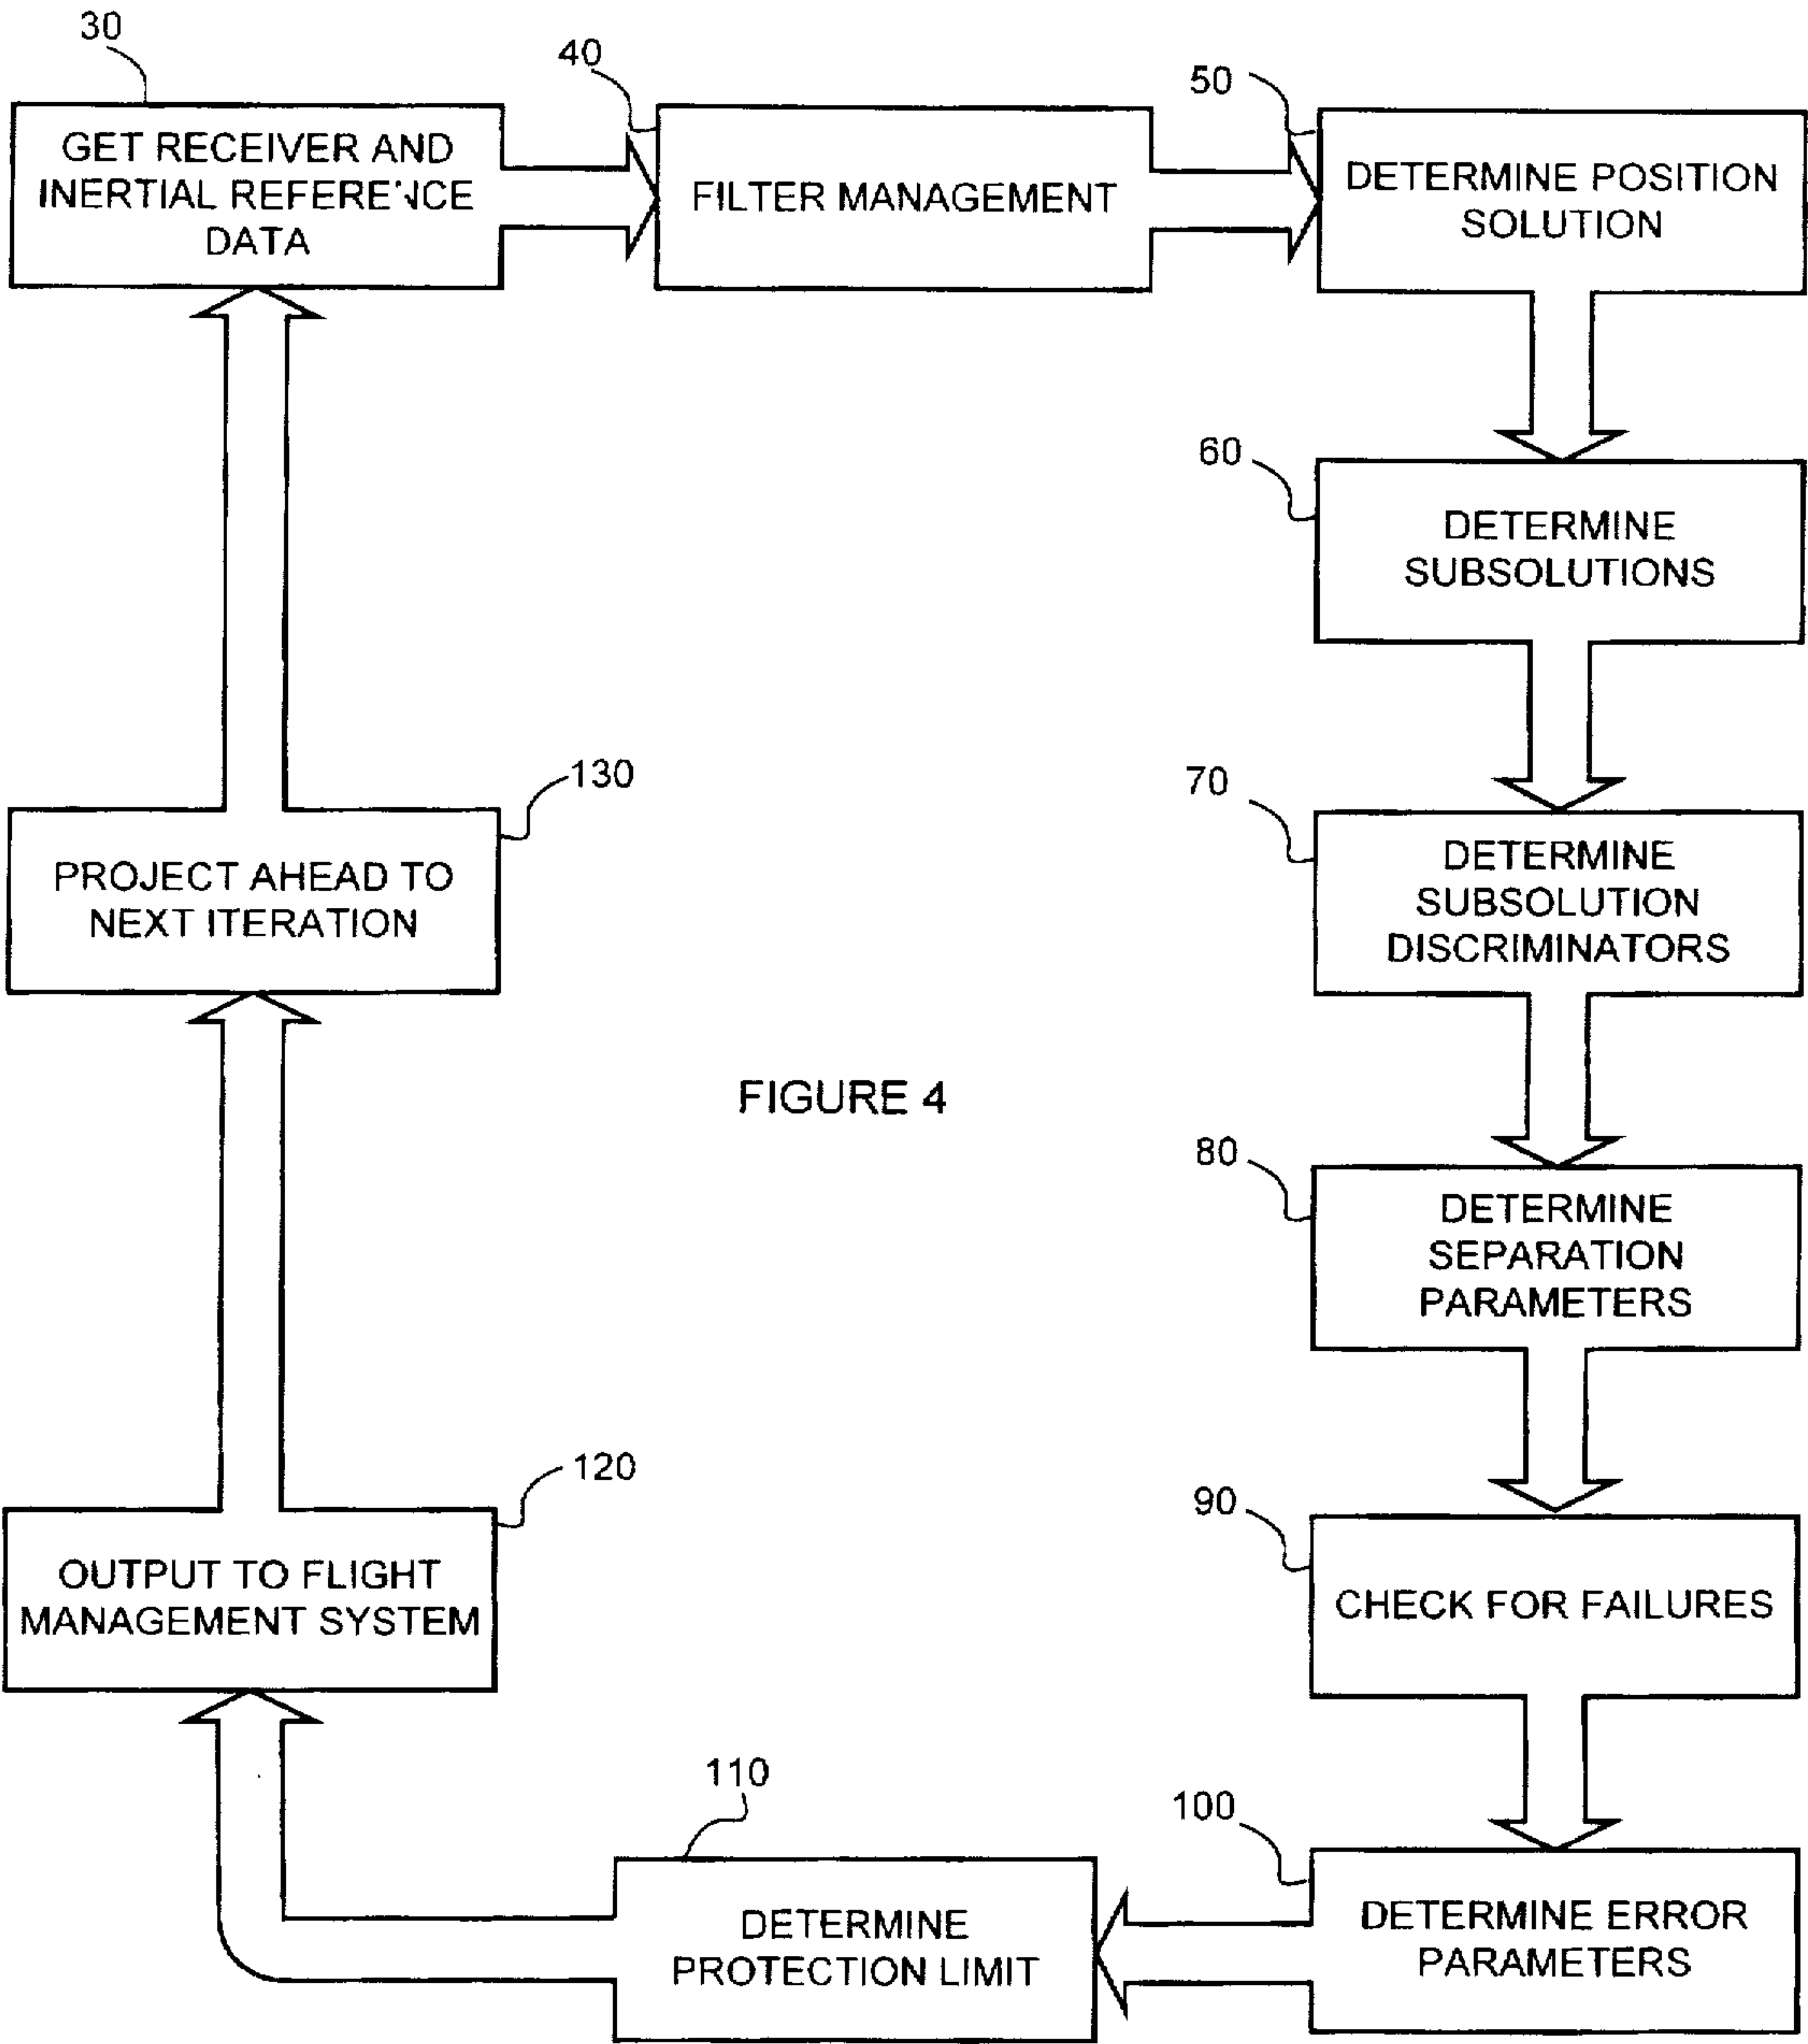 30
GET RECEIVER AND
INERTIAL REFERENCE
DATA
40
FILTER MANAGEMENT
50
DETERMINE POSITION
SOLUTION
60
DETERMINE
SUBSOLUTIONS
70
DETERMINE
SUBSOLUTION
DISCRIMINATORS
80
DETERMINE
SEPARATION
PARAMETERS
90
CHECK FOR FAILURES
100
DETERMINE ERROR
PARAMETERS
110
DETERMINE
PROTECTION LIMIT
120
OUTPUT TO FLIGHT
MANAGEMENT SYSTEM
130
PROJECT AHEAD TO
NEXT ITERATION
FIGURE 4